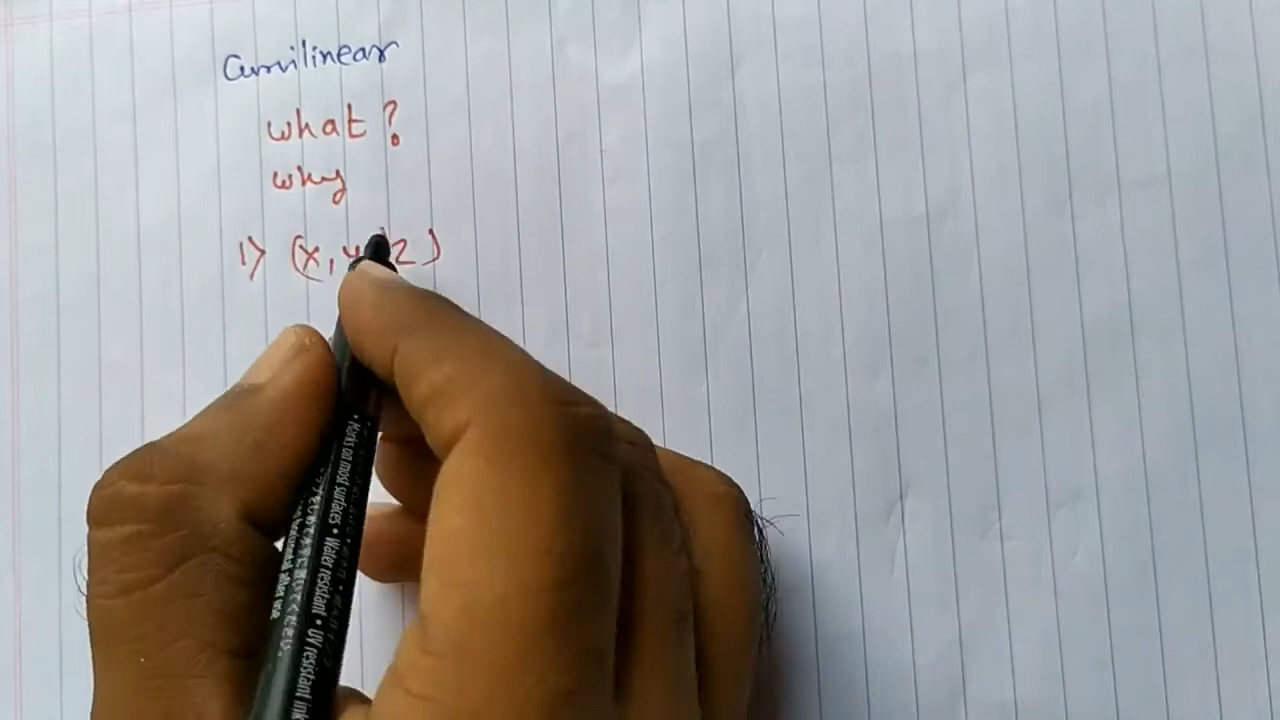 Curvilinear
what?
why
1) (x, y, z)
• Marks on most surfaces • Water resistant • UV resistant ink